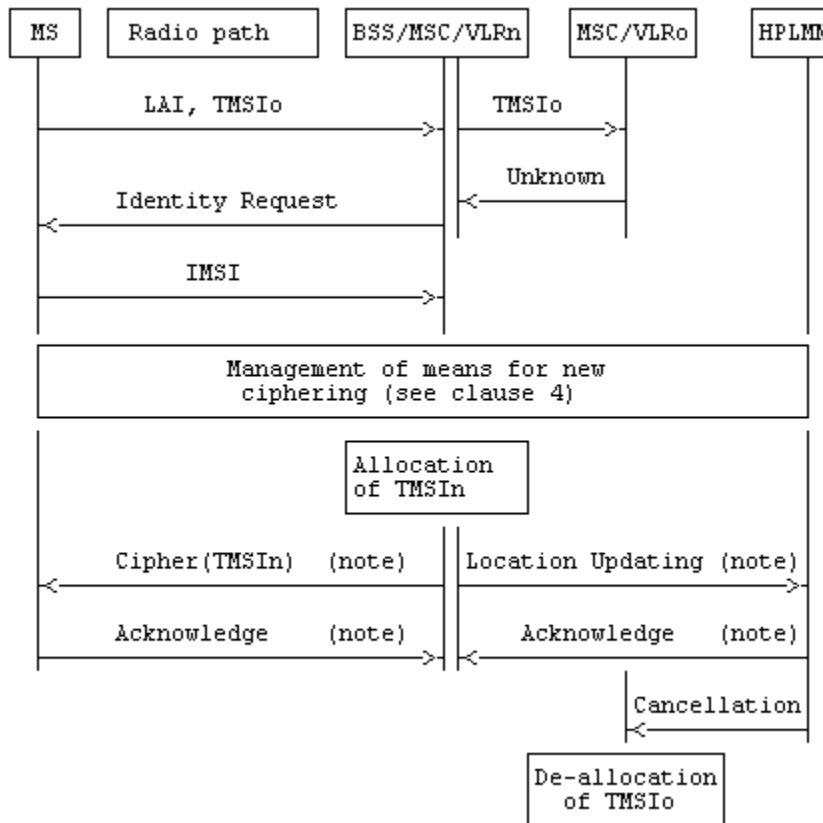 MS
Radio path
BSS/MSC/VLRn
MSC/VLRo
HPLMN
LAI, TMSIo
TMSIo
Unknown
Identity Request
IMSI
Management of means for new
ciphering (see clause 4)
Allocation
of TMSIn
Cipher(TMSIn) (note)
Location Updating (note)
Acknowledge (note)
Acknowledge (note)
Cancellation
De-allocation
of TMSIo